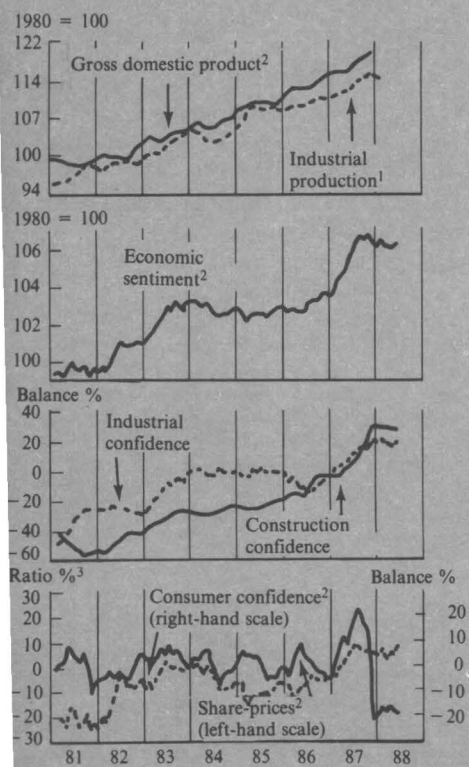 1980 = 100
122
Gross domestic product²
114
107
100
Industrial
production¹
94
1980 = 100
106
Economic
sentiment²
104
102
100
Balance %
40
Industrial
confidence
20
0
-20
-40
Construction
confidence
-60
Ratio %³ Balance %
30
Consumer confidence²
(right-hand scale)
20
20
10
10
0
0
-10
-10
Share-prices²
(left-hand scale)
-20
-20
-30
81 82 83 84 85 86 87 88